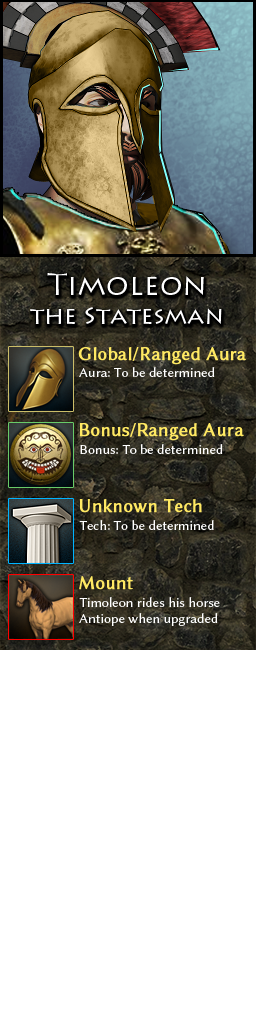 Timoleon
the Statesman
Global/Ranged Aura
Aura: To be determined
Bonus/Ranged Aura
Bonus: To be determined
Unknown Tech
Tech: To be determined
Mount
Timoleon rides his horse
Antiope when upgraded